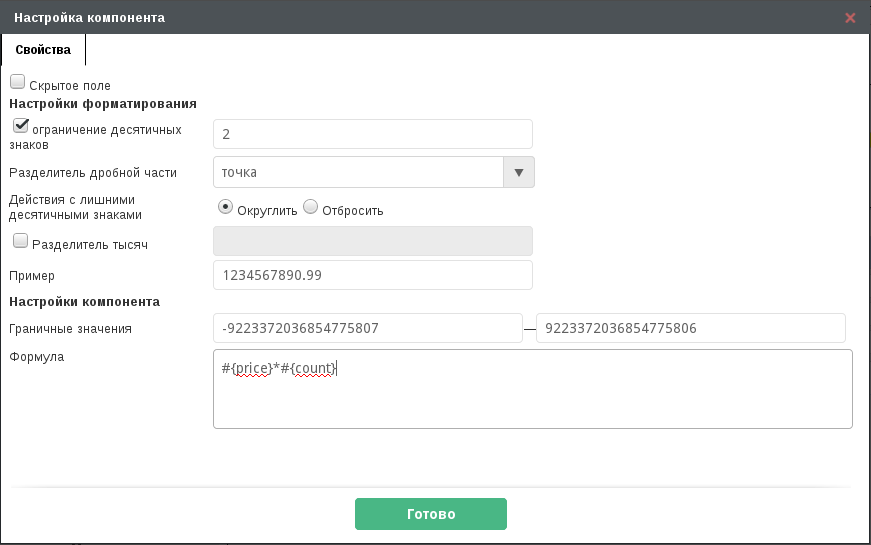 Настройка компонента
Свойства
Скрытое поле
Настройки форматирования
ограничение десятичных
знаков
2
Разделитель дробной части
точка
Действия с лишними
десятичными знаками
Округлить Отбросить
Разделитель тысяч
Пример
1234567890.99
Настройки компонента
Граничные значения
-9223372036854775807 — 9223372036854775806
Формула
#{price}*#{count}
Готово